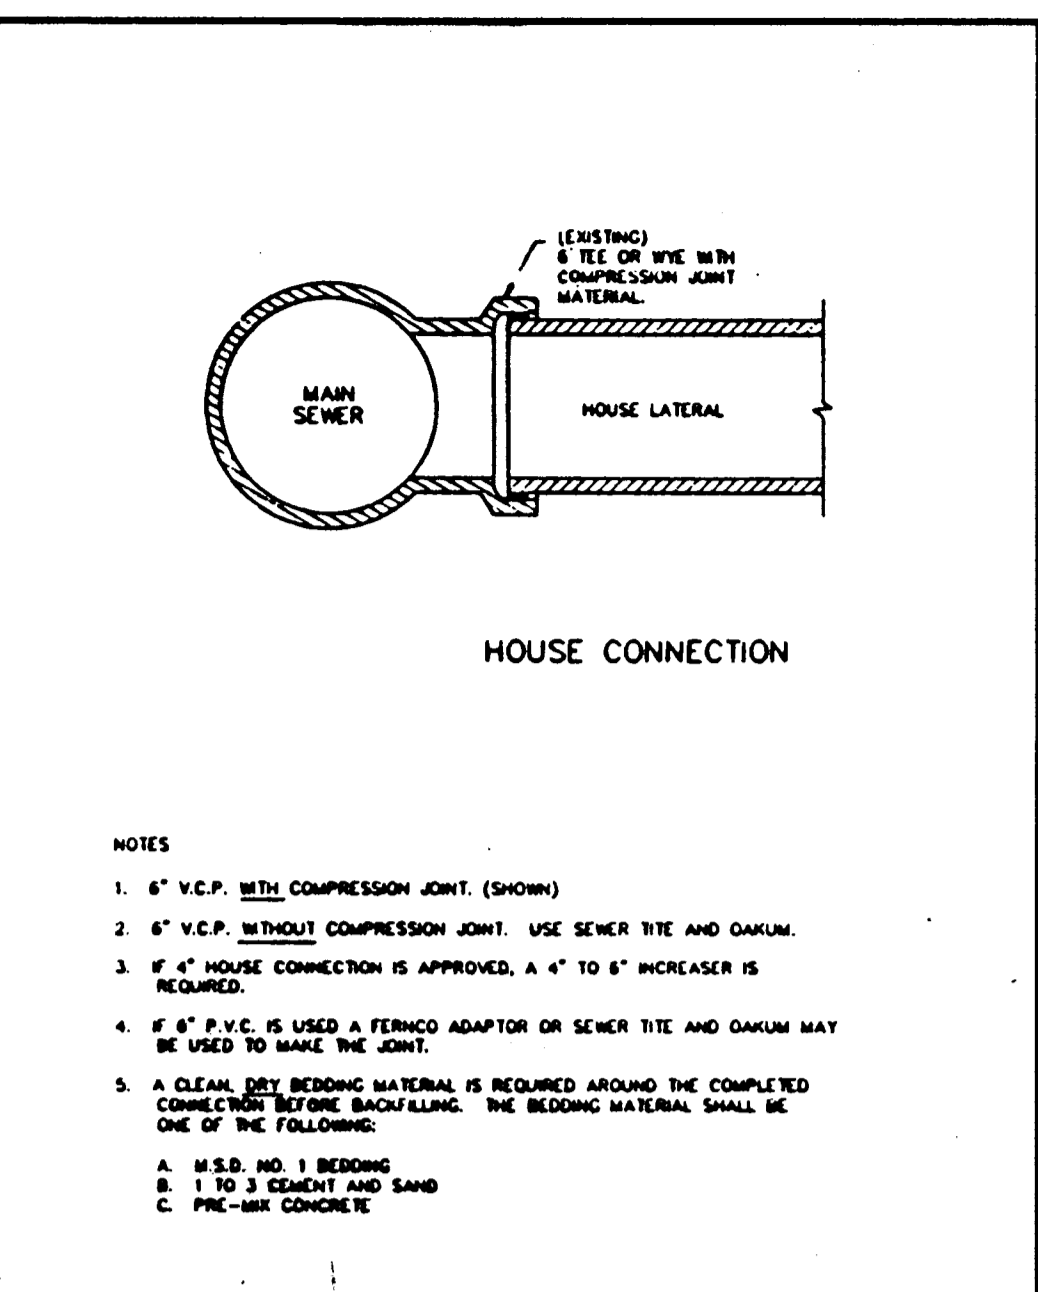 (EXISTING)
6" TEE OR WYE WITH
COMPRESSION JOINT
MATERIAL.
MAIN
SEWER
HOUSE LATERAL
HOUSE CONNECTION
NOTES
1. 6" V.C.P. WITH COMPRESSION JOINT. (SHOWN)
2. 6" V.C.P. WITHOUT COMPRESSION JOINT. USE SEWER TITE AND OAKUM.
3. IF 4" HOUSE CONNECTION IS APPROVED, A 4" TO 6" INCREASER IS
REQUIRED.
4. IF 6" P.V.C. IS USED A FERNCO ADAPTOR OR SEWER TITE AND OAKUM MAY
BE USED TO MAKE THE JOINT.
5. A CLEAN, DRY BEDDING MATERIAL IS REQUIRED AROUND THE COMPLETED
CONNECTION BEFORE BACKFILLING. THE BEDDING MATERIAL SHALL BE
ONE OF THE FOLLOWING:
A. M.S.D. NO. 1 BEDDING
B. 1 TO 3 CEMENT AND SAND
C. PRE-MIX CONCRETE